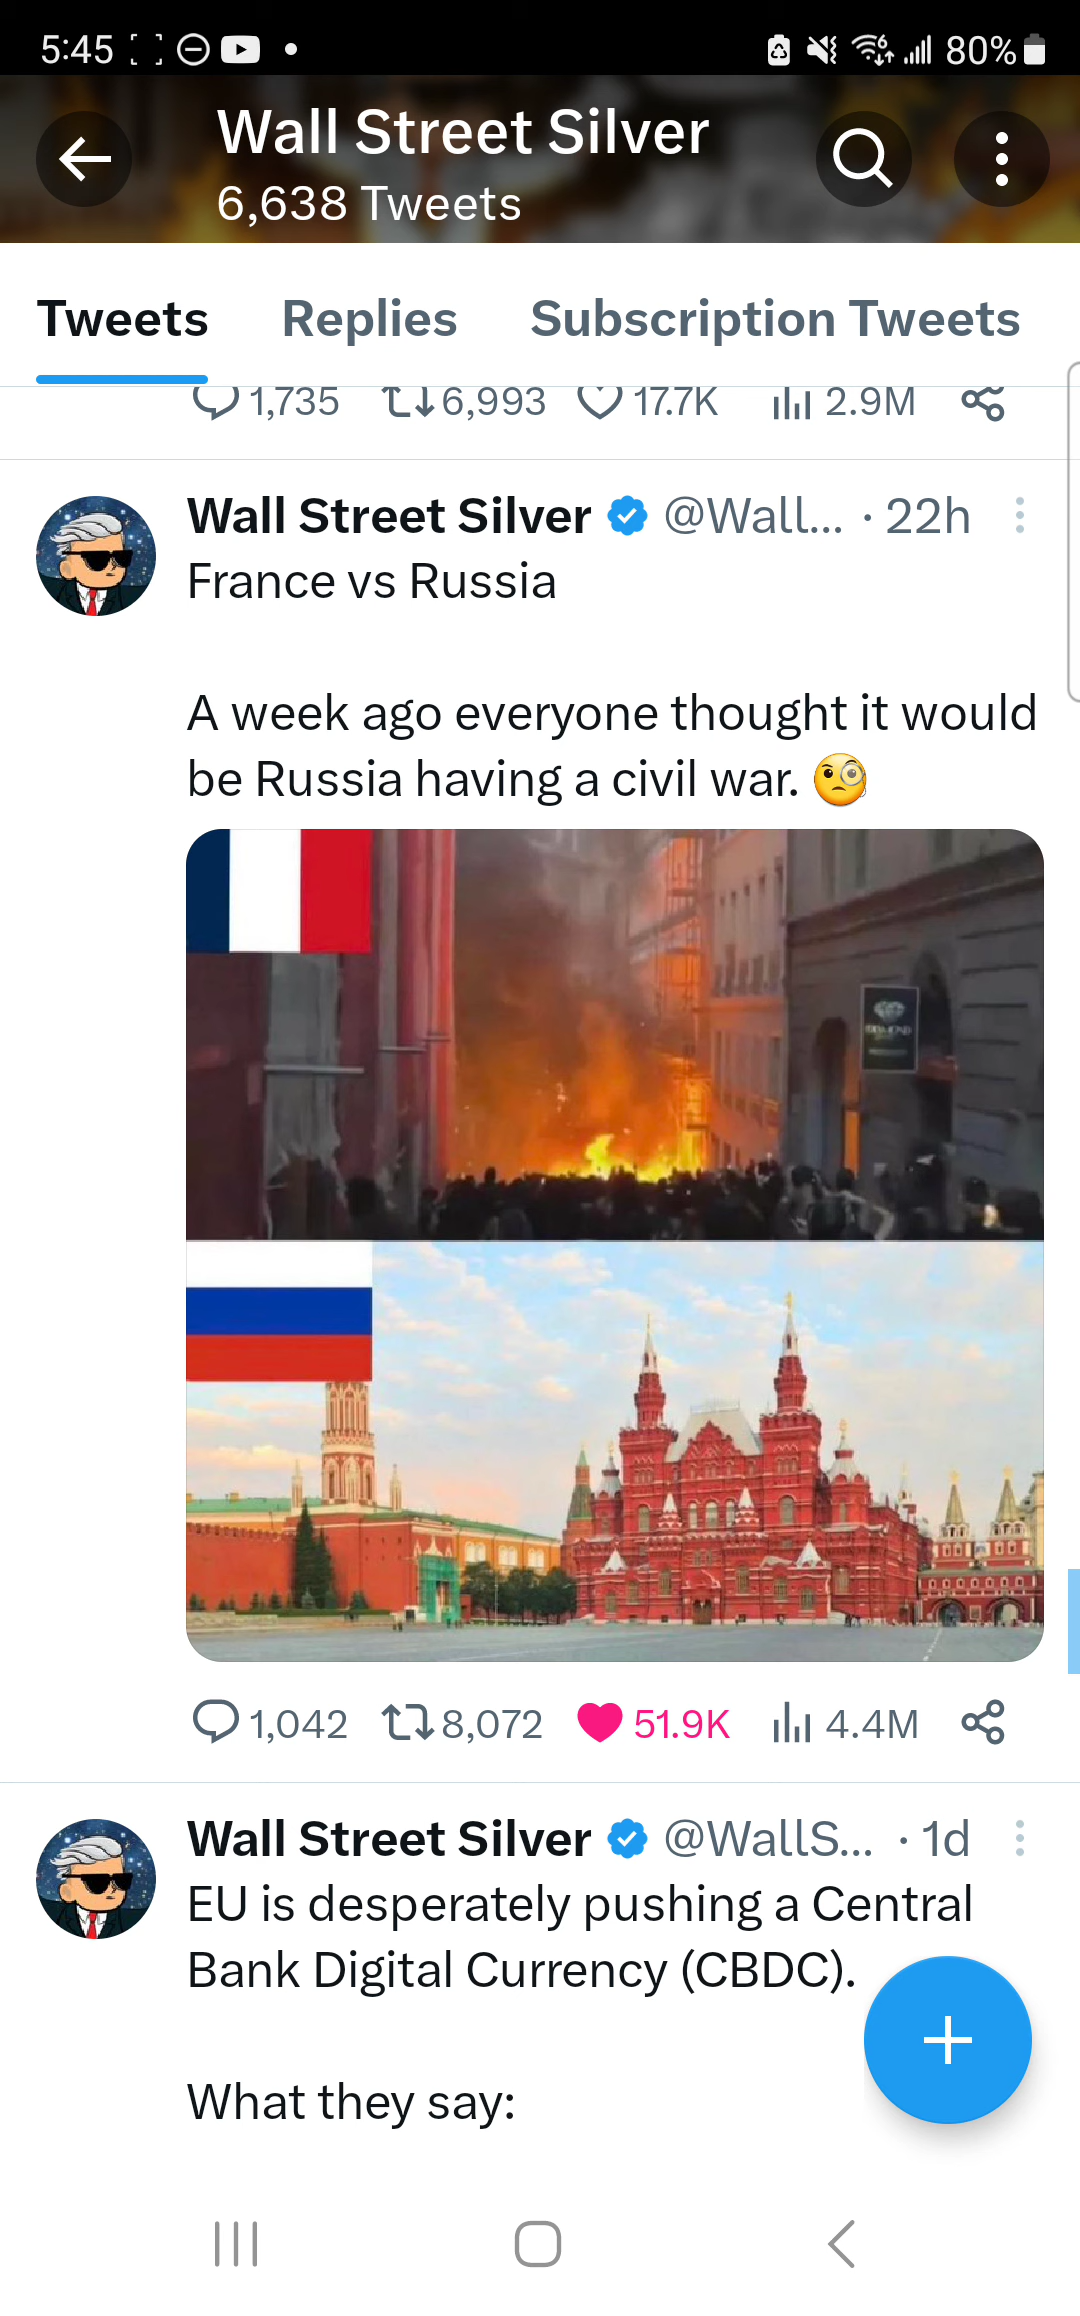 5:45
80%
Wall Street Silver
6,638 Tweets
Tweets Replies Subscription Tweets
1,735 6,993 17.7K 2.9M
Wall Street Silver @Wall... · 22h
France vs Russia
A week ago everyone thought it would
be Russia having a civil war. 🧐
1,042 8,072 51.9K 4.4M
Wall Street Silver @WallS... · 1d
EU is desperately pushing a Central
Bank Digital Currency (CBDC).
What they say: